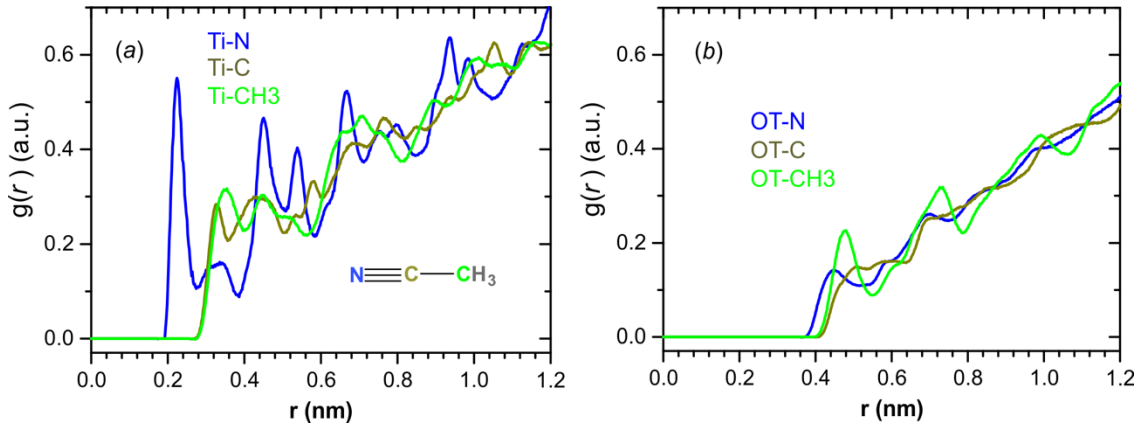 (a)
Ti-N
Ti-C
Ti-CH3
N C CH3
g(r) (a.u.)
0.0
0.2
0.4
0.6
0.0 0.2 0.4 0.6 0.8 1.0 1.2
r (nm)
(b)
OT-N
OT-C
OT-CH3
g(r) (a.u.)
0.0
0.2
0.4
0.6
0.0 0.2 0.4 0.6 0.8 1.0 1.2
r (nm)